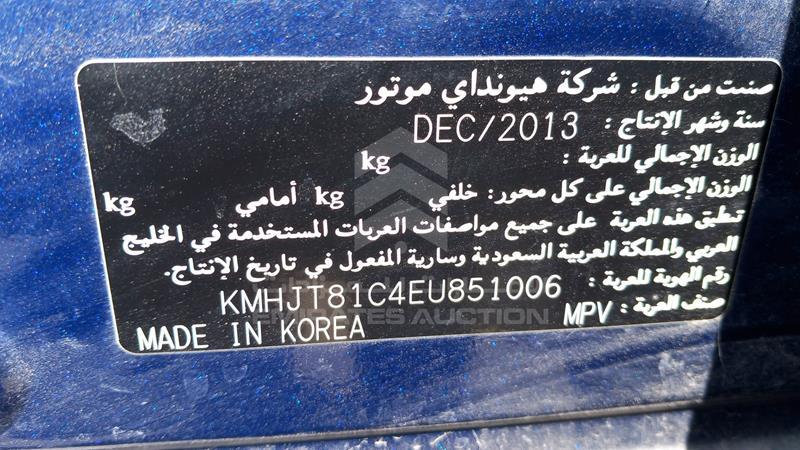 صنعت من قبل : شركة هيونداي موتور
سنة وشهر الإنتاج : DEC/2013
الوزن الإجمالي للعربة : kg
الوزن الإجمالي على كل محور: خلفي kg أمامي kg
تطبق هذه العربة على جميع مواصفات العربات المستخدمة في الخليج
العربي والمملكة العربية السعودية وسارية المفعول في تاريخ الإنتاج.
رقم الهوية للعربة : KMHJT81C4EU851006
صنف العربة : MPV
MADE IN KOREA
EMIRATES AUCTION